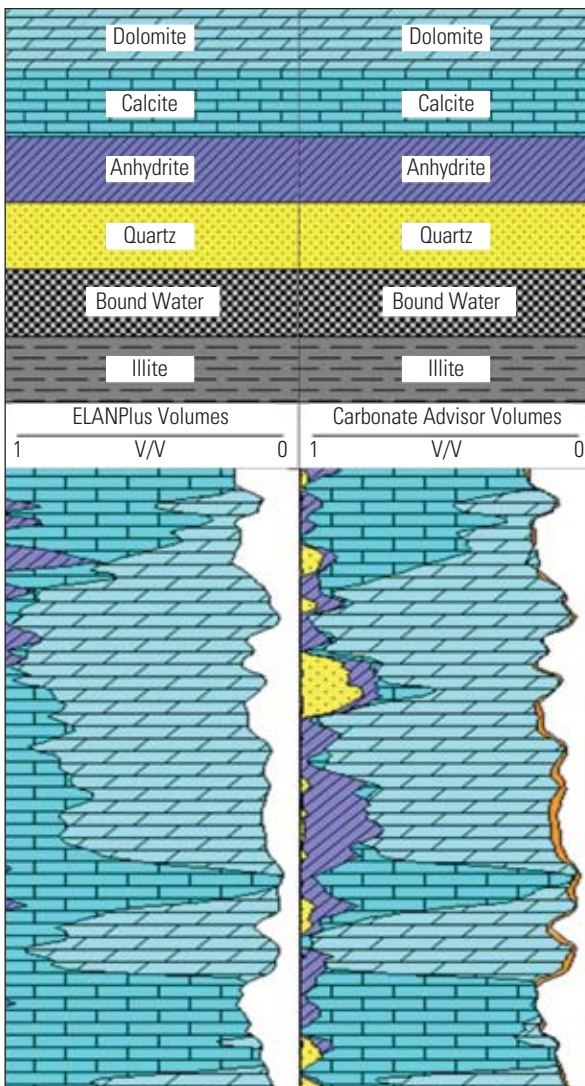 Dolomite Dolomite
Calcite Calcite
Anhydrite Anhydrite
Quartz Quartz
Bound Water Bound Water
Illite Illite
ELANPlus Volumes Carbonate Advisor Volumes
1 V/V 0 1 V/V 0